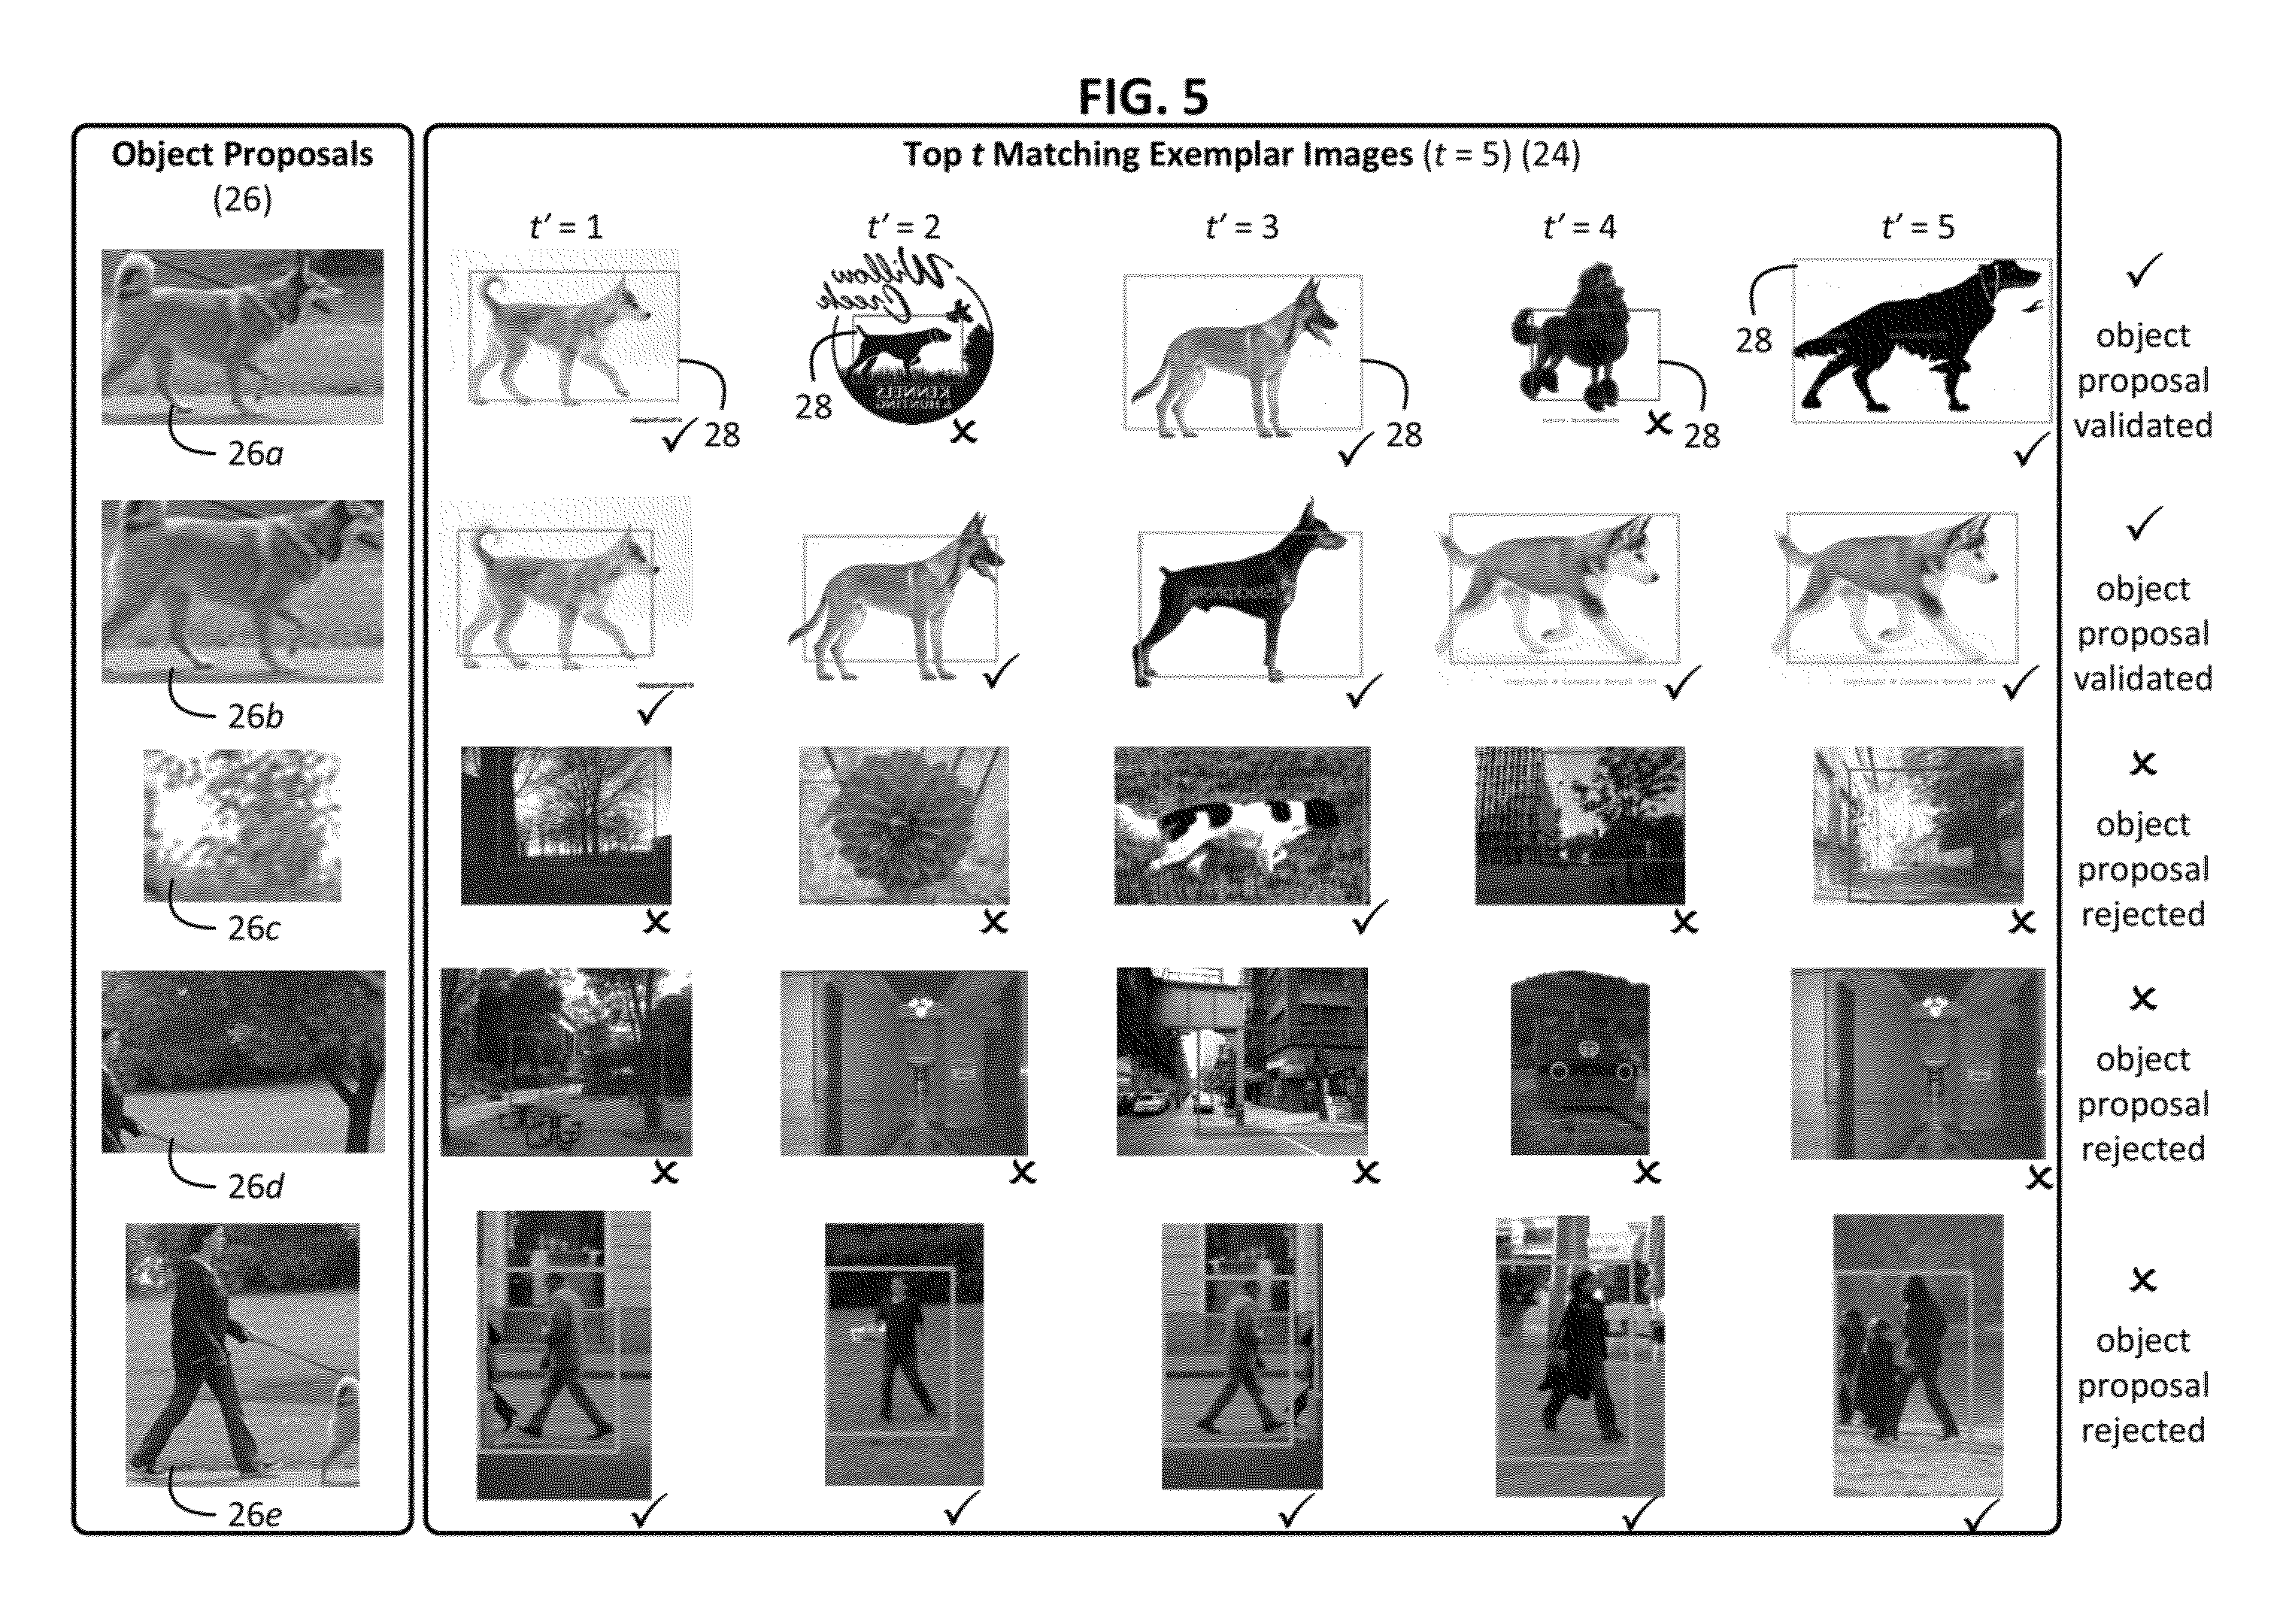 FIG. 5
Object Proposals
(26)
Top t Matching Exemplar Images (t = 5) (24)
t' = 1
t' = 2
t' = 3
t' = 4
t' = 5
Willow
Creek
KENNELS
28
28
28
28
28
26a
✓
✗
✓
✗
✓
✓
object
proposal
validated
iStockphoto
26b
✓
✓
✓
✓
✓
✓
object
proposal
validated
26c
✗
✗
✓
✗
✗
✗
object
proposal
rejected
26d
✗
✗
✗
✗
✗
✗
object
proposal
rejected
26e
✓
✓
✓
✓
✓
✗
object
proposal
rejected